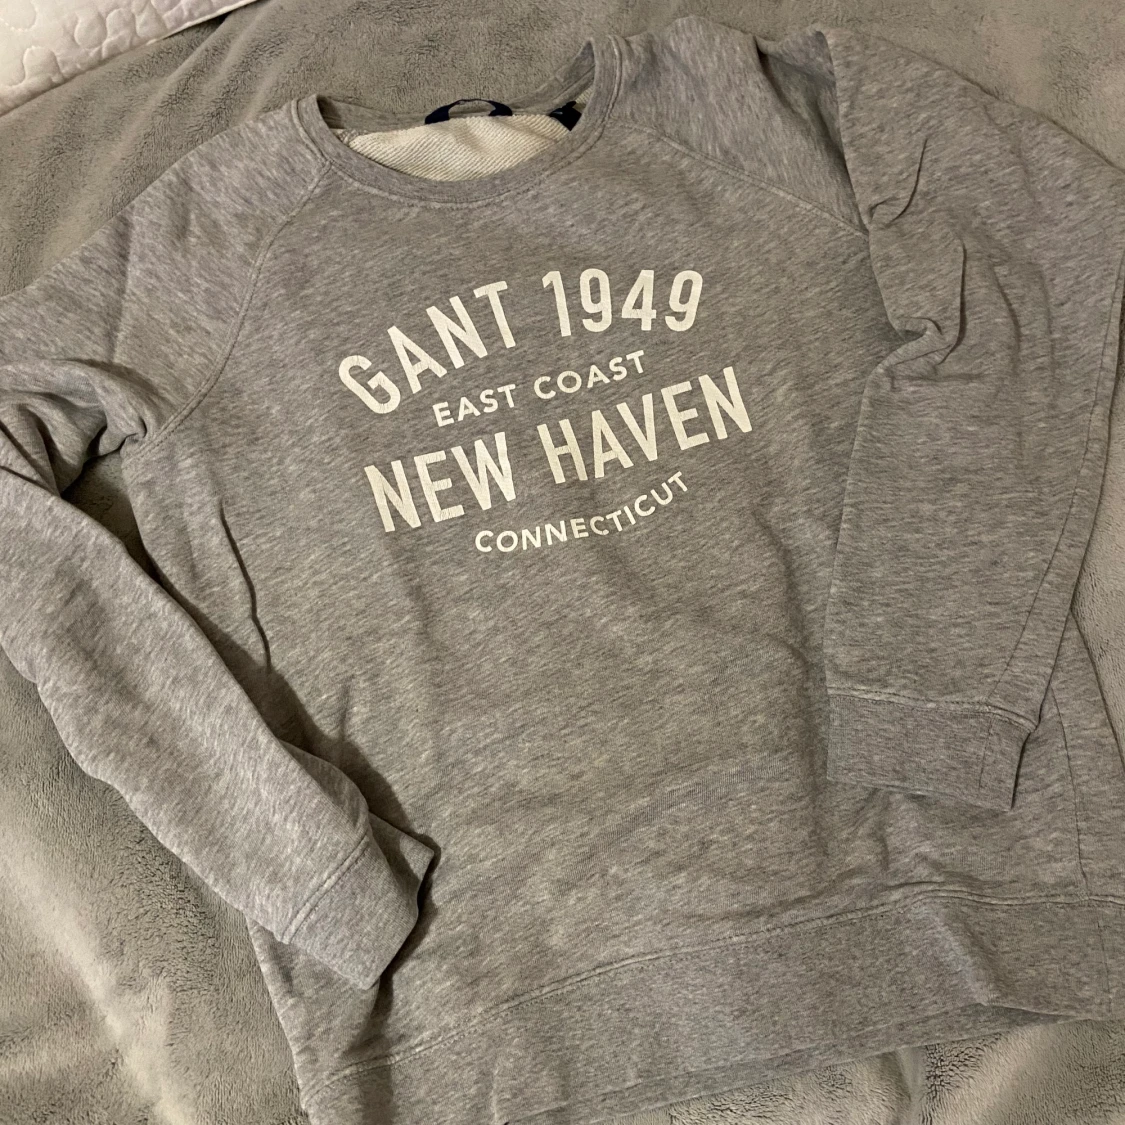 GANT 1949
EAST COAST
NEW HAVEN
CONNECTICUT